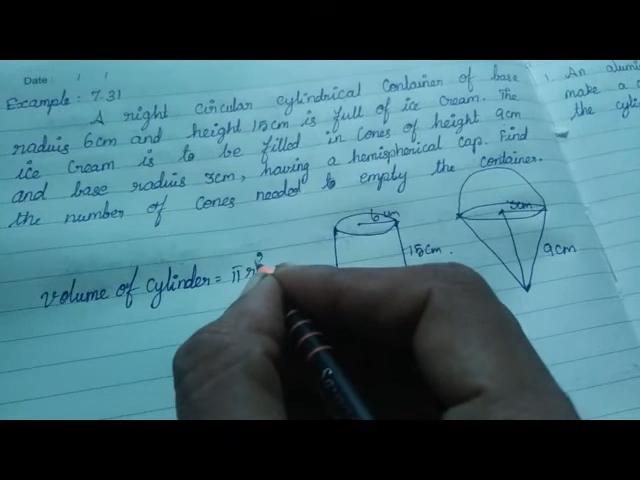 Date : / /
Example : 7.31
A right circular cylindrical container of base
radius 6cm and height 15cm is full of ice cream. The
ice cream is to be filled in cones of height 9cm
and base radius 3cm, having a hemispherical cap. Find
the number of cones needed to empty the container.
1. An alumi
make a c
the cyli
6cm
15cm.
3cm
9cm
Volume of cylinder = πr²